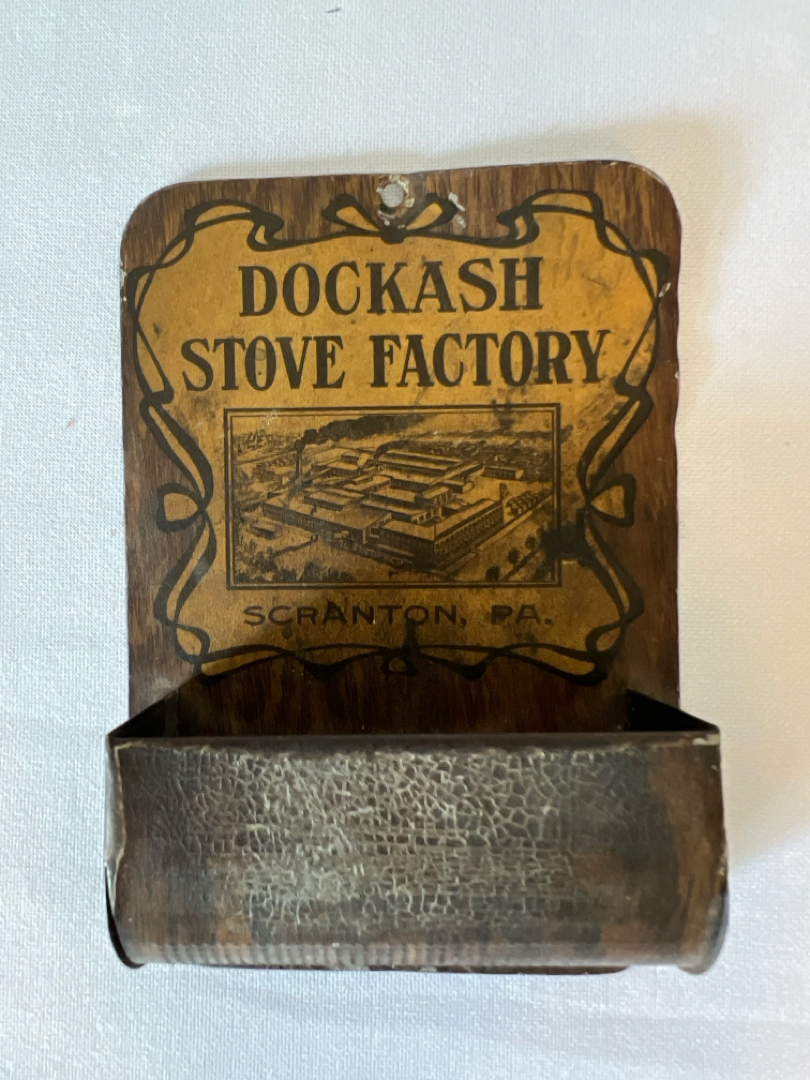 DOCKASH
STOVE FACTORY
SCRANTON, PA.